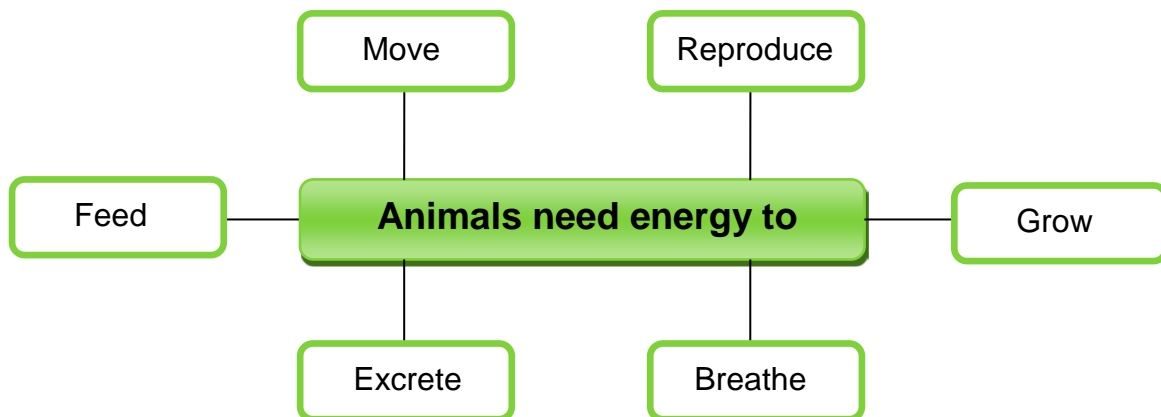 Move
Reproduce
Feed
Animals need energy to
Grow
Excrete
Breathe